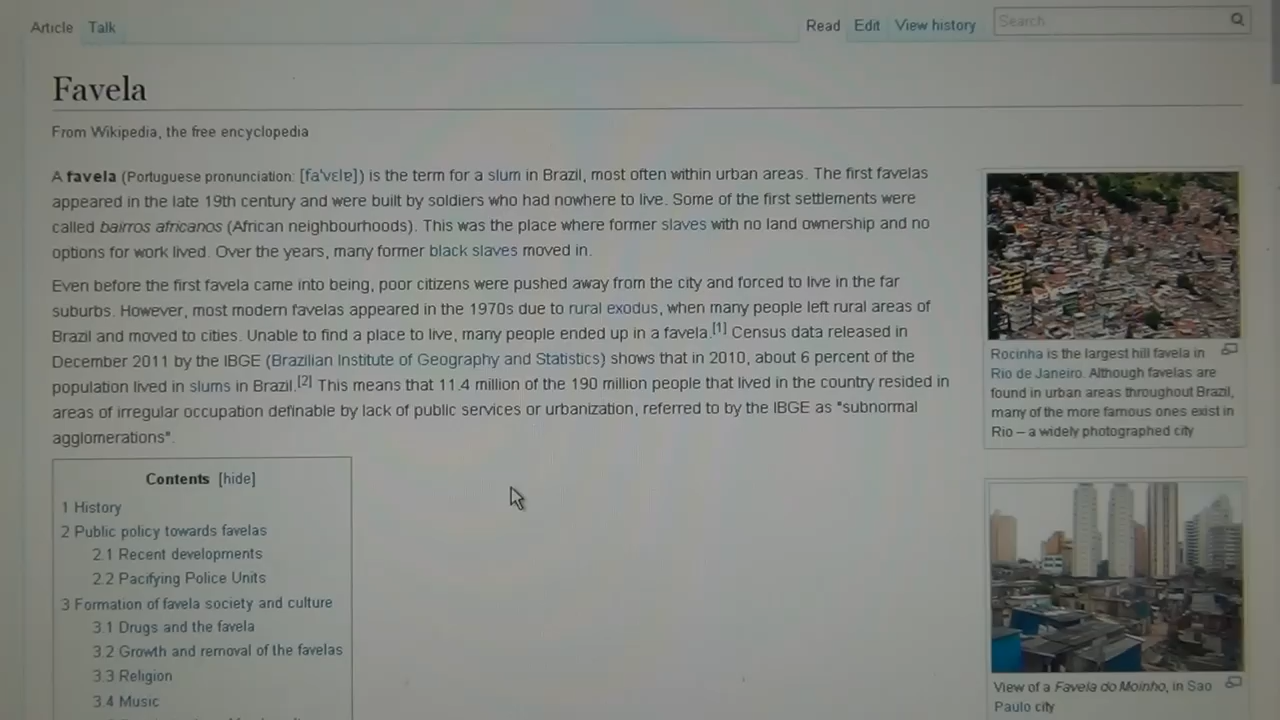 Article Talk Read Edit View history Search
Favela
From Wikipedia, the free encyclopedia
A favela (Portuguese pronunciation: [faˈvɛlɐ]) is the term for a slum in Brazil, most often within urban areas. The first favelas
appeared in the late 19th century and were built by soldiers who had nowhere to live. Some of the first settlements were
called bairros africanos (African neighbourhoods). This was the place where former slaves with no land ownership and no
options for work lived. Over the years, many former black slaves moved in.
Even before the first favela came into being, poor citizens were pushed away from the city and forced to live in the far
suburbs. However, most modern favelas appeared in the 1970s due to rural exodus, when many people left rural areas of
Brazil and moved to cities. Unable to find a place to live, many people ended up in a favela.[1] Census data released in
December 2011 by the IBGE (Brazilian Institute of Geography and Statistics) shows that in 2010, about 6 percent of the
population lived in slums in Brazil.[2] This means that 11.4 million of the 190 million people that lived in the country resided in
areas of irregular occupation definable by lack of public services or urbanization, referred to by the IBGE as "subnormal
agglomerations".
Contents [hide]
1 History
2 Public policy towards favelas
2.1 Recent developments
2.2 Pacifying Police Units
3 Formation of favela society and culture
3.1 Drugs and the favela
3.2 Growth and removal of the favelas
3.3 Religion
3.4 Music
Rocinha is the largest hill favela in
Rio de Janeiro. Although favelas are
found in urban areas throughout Brazil,
many of the more famous ones exist in
Rio – a widely photographed city
View of a Favela do Moinho, in Sao
Paulo city